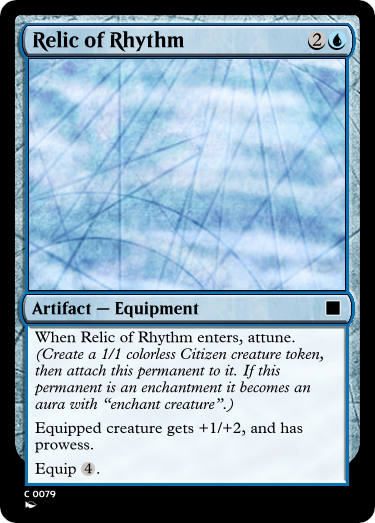 Relic of Rhythm 2
Artifact — Equipment
When Relic of Rhythm enters, attune.
(Create a 1/1 colorless Citizen creature token,
then attach this permanent to it. If this
permanent is an enchantment it becomes an
aura with “enchant creature”.)
Equipped creature gets +1/+2, and has
prowess.
Equip 4.
C 0079